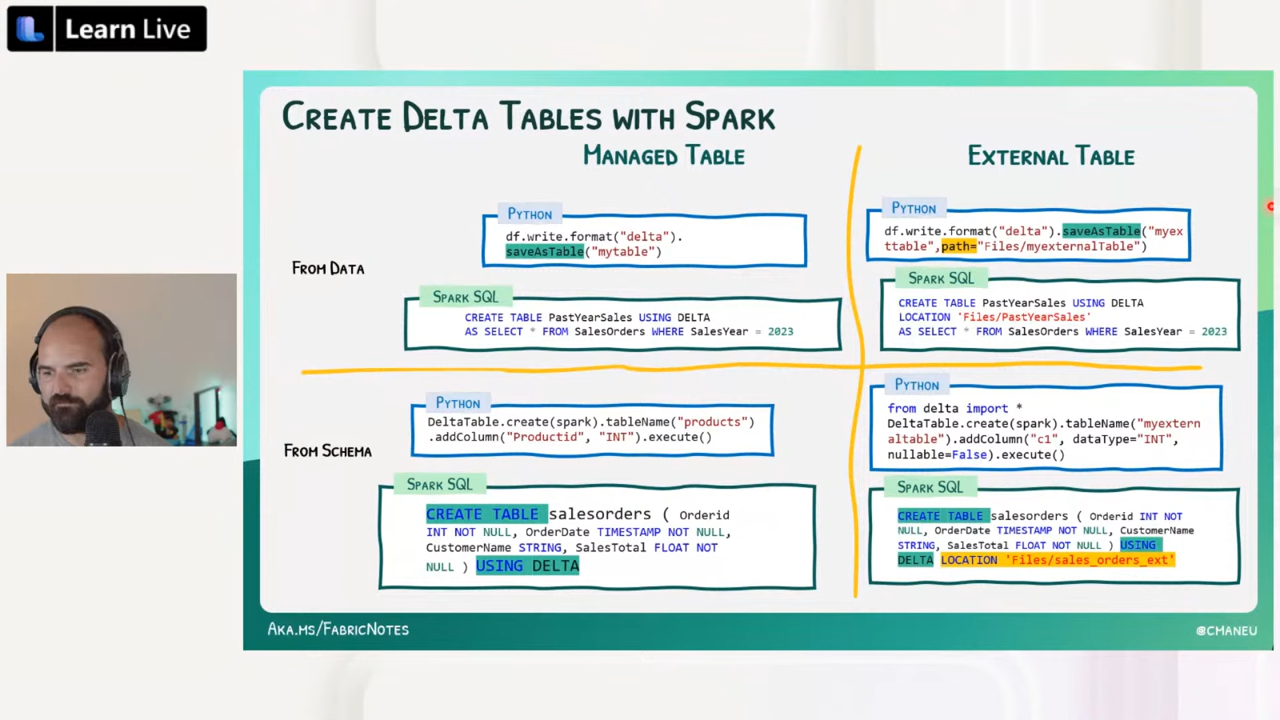 Learn Live
CREATE DELTA TABLES WITH SPARK
MANAGED TABLE
EXTERNAL TABLE
FROM DATA
PYTHON
df.write.format("delta").
saveAsTable("mytable")
SPARK SQL
CREATE TABLE PastYearSales USING DELTA
AS SELECT * FROM SalesOrders WHERE SalesYear = 2023
PYTHON
df.write.format("delta").saveAsTable("myex
ttable",path="Files/myexternalTable")
SPARK SQL
CREATE TABLE PastYearSales USING DELTA
LOCATION 'Files/PastYearSales'
AS SELECT * FROM SalesOrders WHERE SalesYear = 2023
FROM SCHEMA
PYTHON
DeltaTable.create(spark).tableName("products")
.addColumn("Productid", "INT").execute()
SPARK SQL
CREATE TABLE salesorders ( Orderid
INT NOT NULL, OrderDate TIMESTAMP NOT NULL,
CustomerName STRING, SalesTotal FLOAT NOT
NULL ) USING DELTA
PYTHON
from delta import *
DeltaTable.create(spark).tableName("myextern
altable").addColumn("c1", dataType="INT",
nullable=False).execute()
SPARK SQL
CREATE TABLE salesorders ( Orderid INT NOT
NULL, OrderDate TIMESTAMP NOT NULL, CustomerName
STRING, SalesTotal FLOAT NOT NULL ) USING
DELTA LOCATION 'Files/sales_orders_ext'
AKA.MS/FABRICNOTES
@CMANEU